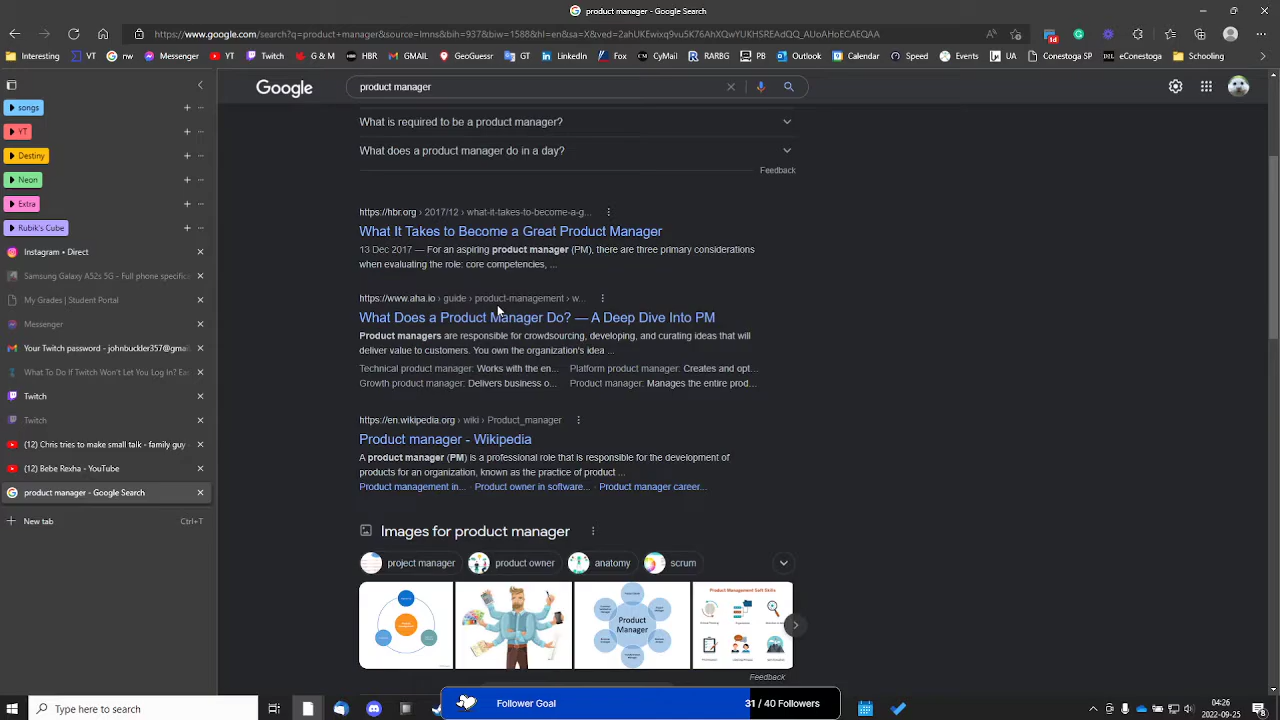 product manager - Google Search
https://www.google.com/search?q=product+manager&source=lmns&bih=937&biw=1588&hl=en&sa=X&ved=2ahUKEwixq9vu5K76AhXQwYUKHSREAdQQ_AUoAHoECAEQAA
Interesting
VT
nw
Messenger
YT
Twitch
G & M
HBR
GMAIL
GeoGuessr
GT
in LinkedIn
Fox
CMY
RARBG
PB
Outlook
Calendar
Speed
Events
UA
Conestoga SP
eConestoga
Schooling
songs
YT
Destiny
Neon
Extra
Rubik's Cube
Instagram • Direct
Samsung Galaxy A52s 5G - Full phone specific
My Grades | Student Portal
Messenger
Your Twitch password - johnbuckler357@gmai
What To Do If Twitch Won't Let You Log In? Eas
Twitch
Twitch
(12) Chris tries to make small talk - family guy -
(12) Bebe Rexha - YouTube
product manager - Google Search
New tab Ctrl+T
Google
product manager
What is required to be a product manager?
What does a product manager do in a day?
Feedback
https://hbr.org › 2017/12 › what-it-takes-to-become-a-g...
What It Takes to Become a Great Product Manager
13 Dec 2017 — For an aspiring product manager (PM), there are three primary considerations
when evaluating the role: core competencies, ...
https://www.aha.io › guide › product-management › w...
What Does a Product Manager Do? — A Deep Dive Into PM
Product managers are responsible for crowdsourcing, developing, and curating ideas that will
deliver value to customers. You own the organization's idea ...
Technical product manager: Works with the en... Platform product manager: Creates and opt...
Growth product manager: Delivers business o... Product manager: Manages the entire prod...
https://en.wikipedia.org › wiki › Product_manager
Product manager - Wikipedia
A product manager (PM) is a professional role that is responsible for the development of
products for an organization, known as the practice of product ...
Product management in... · Product owner in software... · Product manager career...
Images for product manager
project manager
product owner
anatomy
scrum
Product
Manager
Product Management Soft Skills
Feedback
Type here to search
Follower Goal
31 / 40 Followers
04:26
2022-09-25